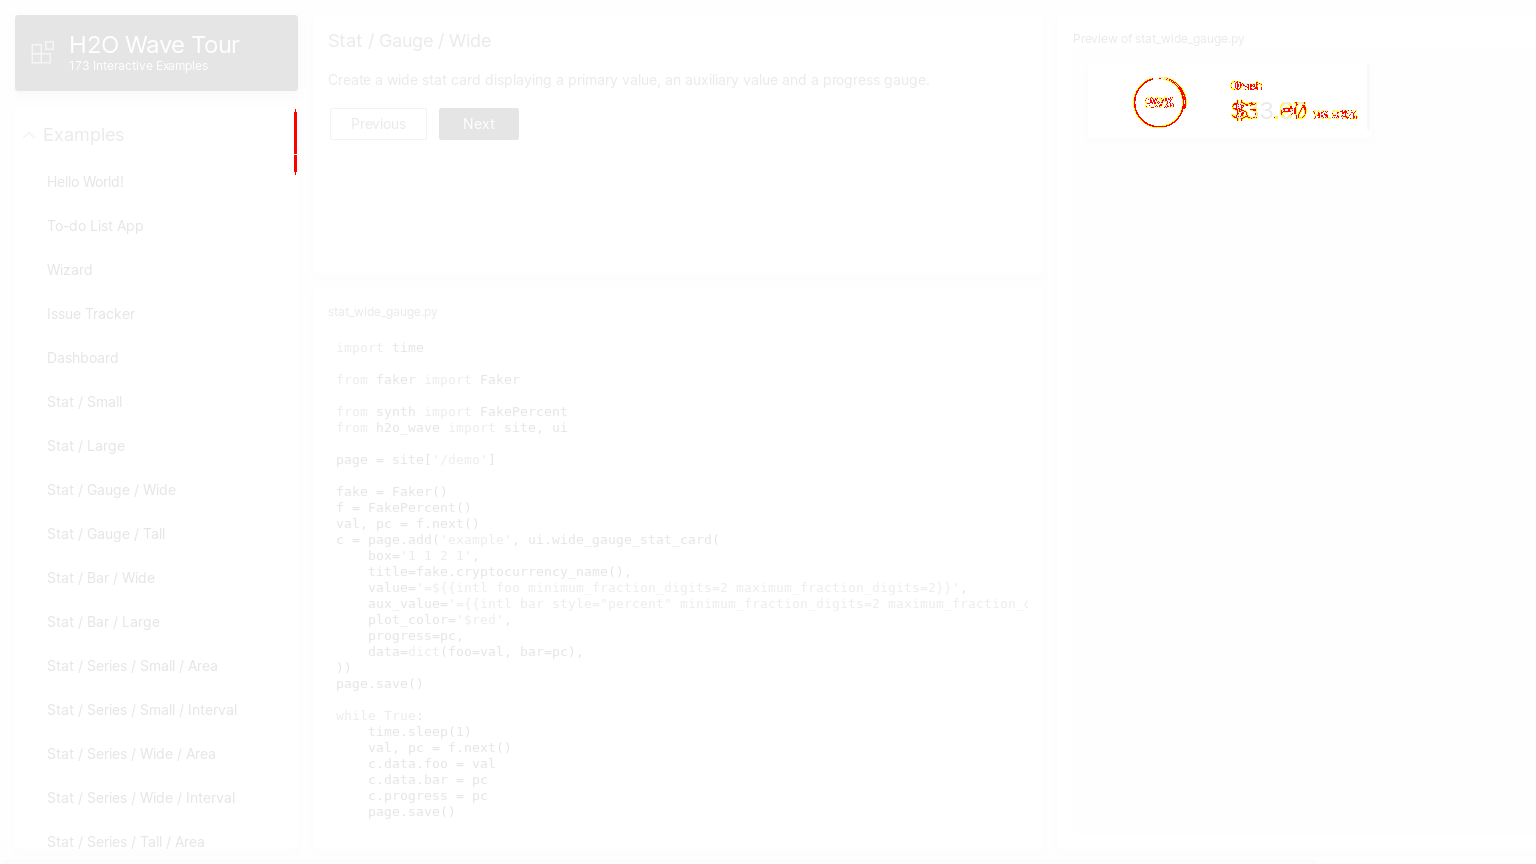 H2O Wave Tour
173 Interactive Examples
Examples
Hello World!
To-do List App
Wizard
Issue Tracker
Dashboard
Stat / Small
Stat / Large
Stat / Gauge / Wide
Stat / Gauge / Tall
Stat / Bar / Wide
Stat / Bar / Large
Stat / Series / Small / Area
Stat / Series / Small / Interval
Stat / Series / Wide / Area
Stat / Series / Wide / Interval
Stat / Series / Tall / Area
Stat / Gauge / Wide
Create a wide stat card displaying a primary value, an auxiliary value and a progress gauge.
Previous
Next
stat_wide_gauge.py
import time
from faker import Faker
from synth import FakePercent
from h2o_wave import site, ui
page = site['/demo']
fake = Faker()
f = FakePercent()
val, pc = f.next()
c = page.add('example', ui.wide_gauge_stat_card(
    box='1 1 2 1',
    title=fake.cryptocurrency_name(),
    value='=${{intl foo minimum_fraction_digits=2 maximum_fraction_digits=2}}',
    aux_value='={{intl bar style="percent" minimum_fraction_digits=2 maximum_fraction_
    plot_color='$red',
    progress=pc,
    data=dict(foo=val, bar=pc),
))
page.save()
while True:
    time.sleep(1)
    val, pc = f.next()
    c.data.foo = val
    c.data.bar = pc
    c.progress = pc
    page.save()
Preview of stat_wide_gauge.py